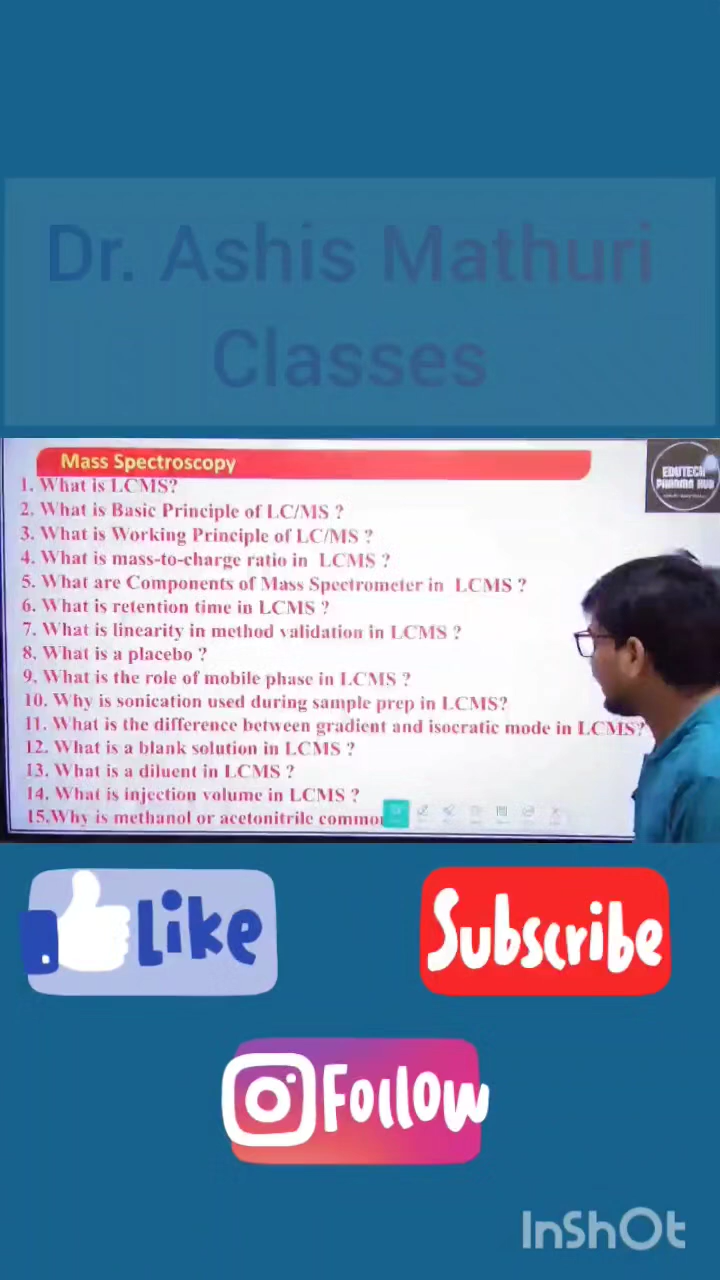 Dr. Ashis Mathuri
Classes
Mass Spectroscopy
EDUTECH
PHARMA HUB
1. What is LCMS?
2. What is Basic Principle of LC/MS ?
3. What is Working Principle of LC/MS ?
4. What is mass-to-charge ratio in LCMS ?
5. What are Components of Mass Spectrometer in LCMS ?
6. What is retention time in LCMS ?
7. What is linearity in method validation in LCMS ?
8. What is a placebo ?
9. What is the role of mobile phase in LCMS ?
10. Why is sonication used during sample prep in LCMS?
11. What is the difference between gradient and isocratic mode in LCMS?
12. What is a blank solution in LCMS ?
13. What is a diluent in LCMS ?
14. What is injection volume in LCMS ?
15.Why is methanol or acetonitrile
Like
Subscribe
Follow
InShOt